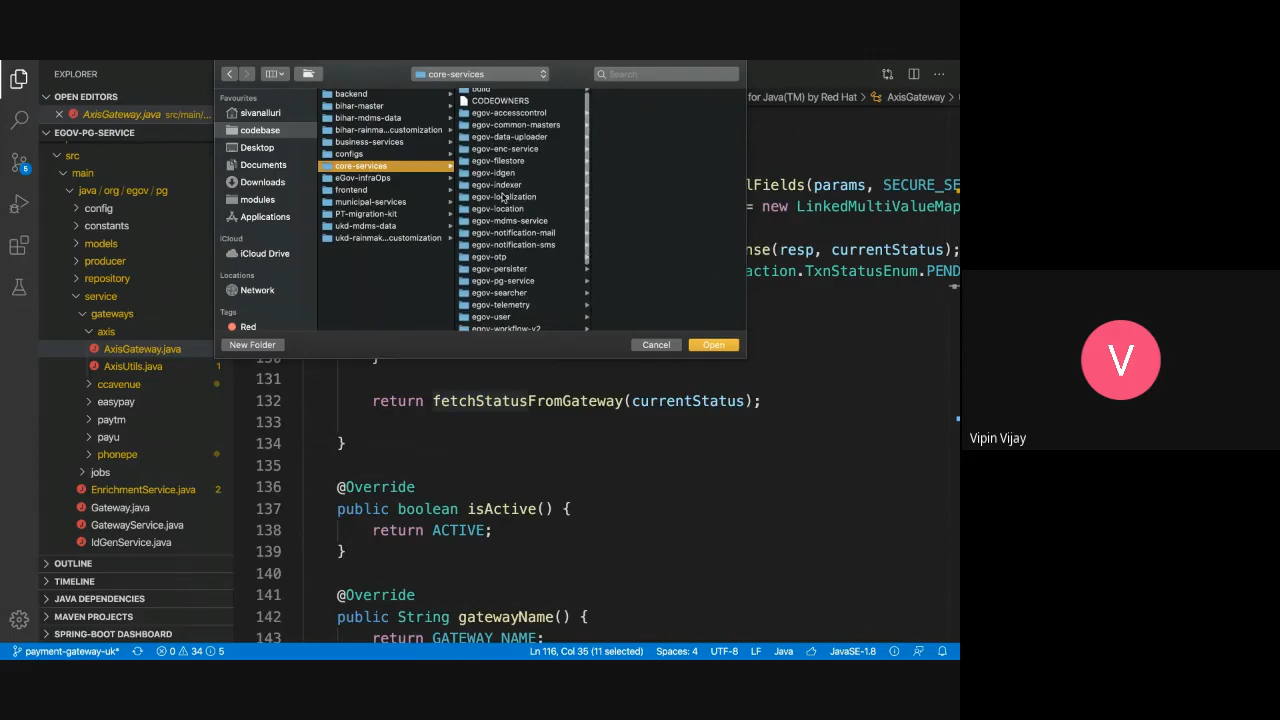 EXPLORER
OPEN EDITORS
AxisGateway.java src/main/...
EGOV-PG-SERVICE
src
main
java / org / egov / pg
config
constants
models
producer
repository
service
gateways
axis
AxisGateway.java
AxisUtils.java 1
ccavenue
easypay
paytm
payu
phonepe
jobs
EnrichmentService.java 2
Gateway.java
GatewayService.java
IdGenService.java
OUTLINE
TIMELINE
JAVA DEPENDENCIES
MAVEN PROJECTS
SPRING-BOOT DASHBOARD
5
core-services
Search
Favourites
sivanalluri
codebase
Desktop
Documents
Downloads
modules
Applications
iCloud
iCloud Drive
Locations
Network
Tags
Red
backend
bihar-master
bihar-mdms-data
bihar-rainma...customization
business-services
configs
core-services
eGov-infraOps
frontend
municipal-services
PT-migration-kit
ukd-mdms-data
ukd-rainmak...customization
build
CODEOWNERS
egov-accesscontrol
egov-common-masters
egov-data-uploader
egov-enc-service
egov-filestore
egov-idgen
egov-indexer
egov-localization
egov-location
egov-mdms-service
egov-notification-mail
egov-notification-sms
egov-otp
egov-persister
egov-pg-service
egov-searcher
egov-telemetry
egov-user
egov-workflow-v2
New Folder
Cancel
Open
for Java(TM) by Red Hat AxisGateway
lFields(params, SECURE_SE
= new LinkedMultiValueMap
nse(resp, currentStatus);
action.TxnStatusEnum.PEND
130 }
131
132 return fetchStatusFromGateway(currentStatus);
133
134 }
135
136 @Override
137 public boolean isActive() {
138 return ACTIVE;
139 }
140
141 @Override
142 public String gatewayName() {
143 return GATEWAY_NAME;
payment-gateway-uk* 0 34 5
Ln 116, Col 35 (11 selected) Spaces: 4 UTF-8 LF Java JavaSE-1.8
V
Vipin Vijay